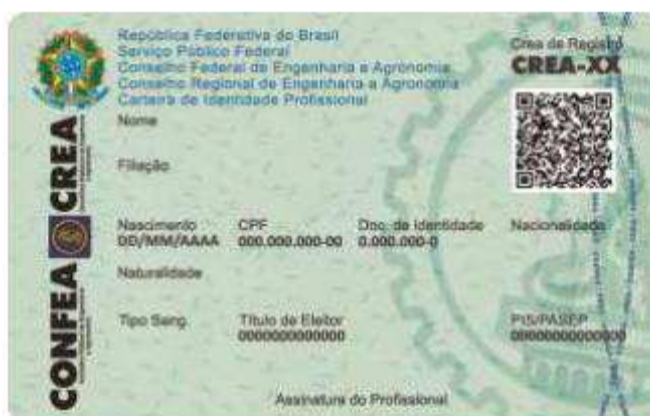 República Federativa do Brasil
Serviço Público Federal
Conselho Federal de Engenharia e Agronomia
Conselho Regional de Engenharia e Agronomia
Carteira de Identidade Profissional
Crea de Registro
CREA-XX
Nome
Filiação
Nascimento CPF Doc. de Identidade Nacionalidade
DD/MM/AAAA 000.000.000-00 0.000.000-0
Naturalidade
Tipo Sang. Título de Eleitor PIS/PASEP
0000000000000 00000000000000
Assinatura do Profissional
CONFEA CREA